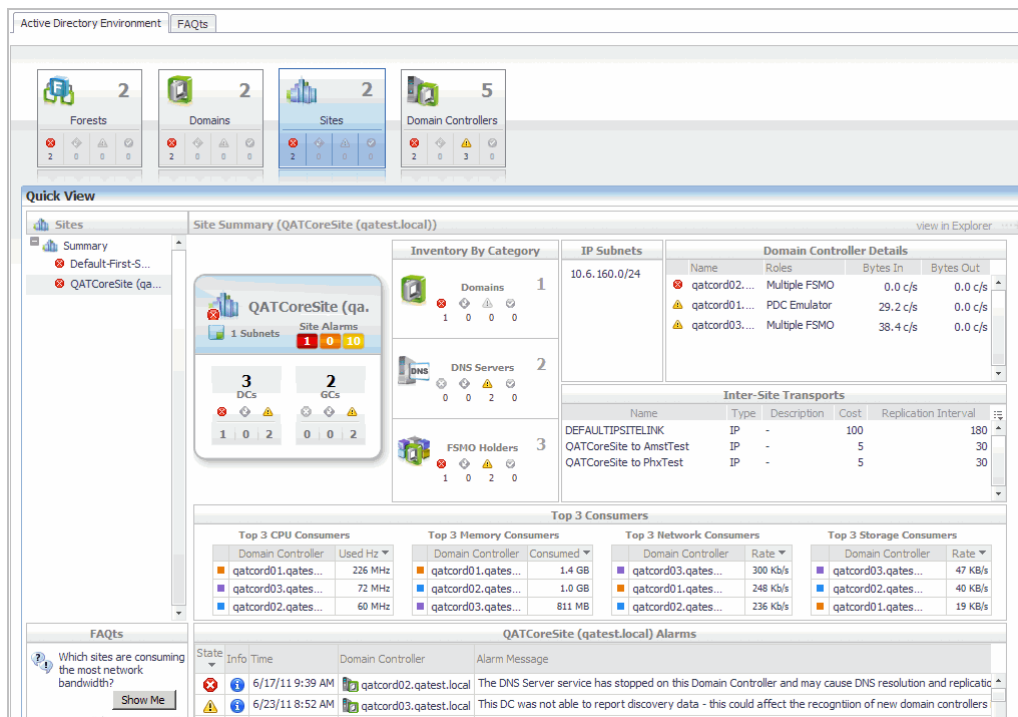 Active Directory Environment FAQts
2 2 2 5
Forests Domains Sites Domain Controllers
2 0 0 0 2 0 0 0 2 0 0 0 2 0 3 0
Quick View
Sites
Summary
Default-First-S...
QATCoreSite (qa...
Site Summary (QATCoreSite (qatest.local))
view in Explorer
QATCoreSite (qa.
1 Subnets
Site Alarms
1 0 10
3 2
DCs GCs
1 0 2 0 0 2
Inventory By Category
Domains 1
1 0 0 0
DNS
DNS Servers 2
0 0 2 0
FSMO Holders 3
1 0 2 0
IP Subnets
10.6.160.0/24
Domain Controller Details
Name Roles Bytes In Bytes Out
qatcord02.... Multiple FSMO 0.0 c/s 0.0 c/s
qatcord01.... PDC Emulator 29.2 c/s 0.0 c/s
qatcord03.... Multiple FSMO 38.4 c/s 0.0 c/s
Inter-Site Transports
Name Type Description Cost Replication Interval
DEFAULTIPSITELINK IP - 100 180
QATCoreSite to AmstTest IP - 5 30
QATCoreSite to PhxTest IP - 5 30
Top 3 Consumers
Top 3 CPU Consumers
Domain Controller Used Hz
qatcord01.qates... 226 MHz
qatcord03.qates... 72 MHz
qatcord02.qates... 60 MHz
Top 3 Memory Consumers
Domain Controller Consumed
qatcord01.qates... 1.4 GB
qatcord02.qates... 1.0 GB
qatcord03.qates... 811 MB
Top 3 Network Consumers
Domain Controller Rate
qatcord03.qates... 300 Kb/s
qatcord01.qates... 248 Kb/s
qatcord02.qates... 236 Kb/s
Top 3 Storage Consumers
Domain Controller Rate
qatcord03.qates... 47 KB/s
qatcord02.qates... 40 KB/s
qatcord01.qates... 19 KB/s
FAQts
Which sites are consuming
the most network
bandwidth?
Show Me
QATCoreSite (qatest.local) Alarms
State Info Time Domain Controller Alarm Message
6/17/11 9:39 AM qatcord02.qatest.local The DNS Server service has stopped on this Domain Controller and may cause DNS resolution and replicatio
6/23/11 8:52 AM qatcord03.qatest.local This DC was not able to report discovery data - this could affect the recogntion of new domain controllers